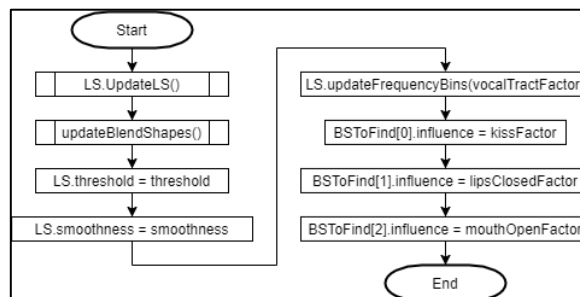 Start
LS.UpdateLS()
updateBlendShapes()
LS.threshold = threshold
LS.smoothness = smoothness
LS.updateFrequencyBins(vocalTractFactor
BSToFind[0].influence = kissFactor
BSToFind[1].influence = lipsClosedFactor
BSToFind[2].influence = mouthOpenFactor
End